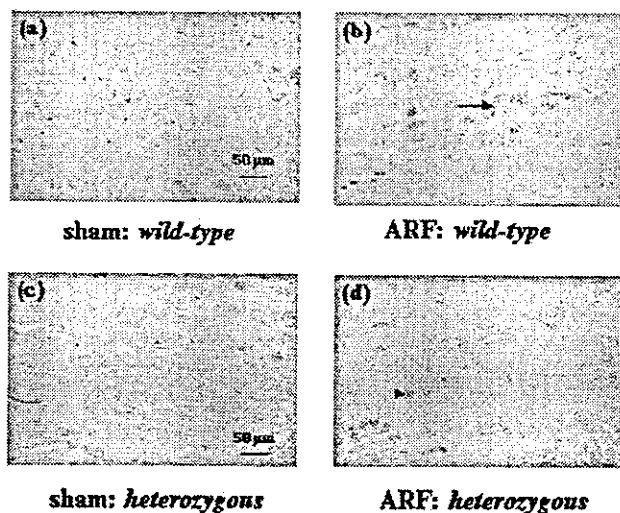 (a)
(b)
50 μm
sham: wild-type
ARF: wild-type
(c)
(d)
50 μm
sham: heterozygous
ARF: heterozygous